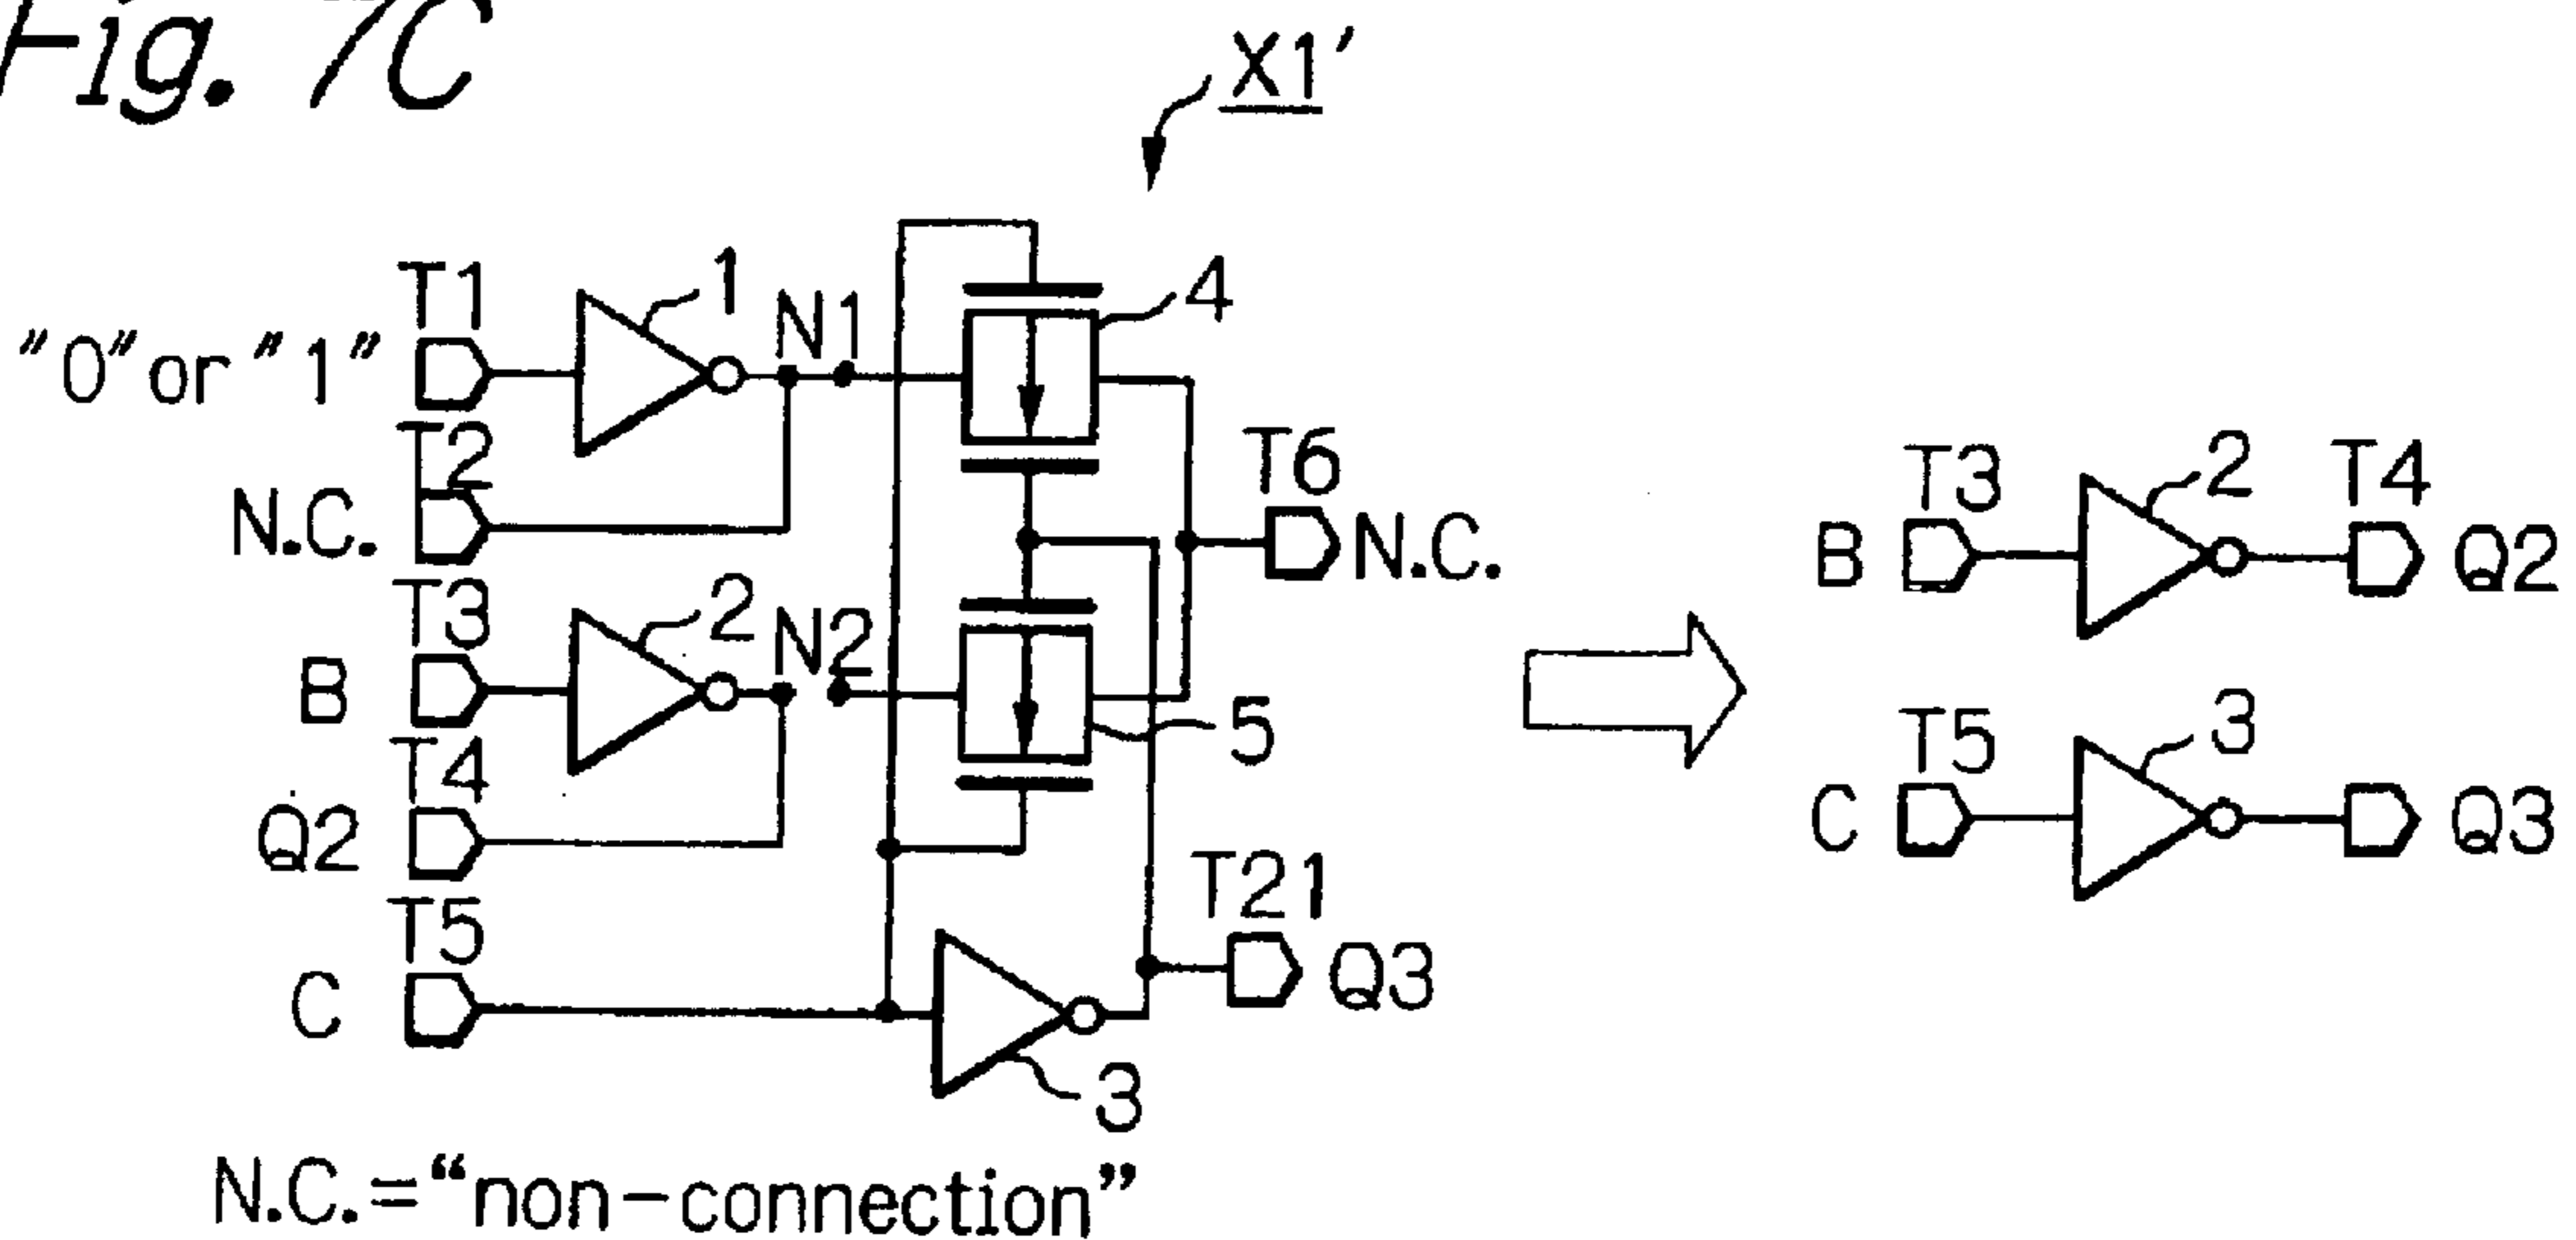 Fig. 7C
X1'
T1
1
N1
4
"0" or "1"
T2
N.C.
T6
N.C.
T3
2
N2
B
5
T4
Q2
T5
C
T21
Q3
3
T3
2
T4
B
Q2
T5
3
C
Q3
N.C.="non-connection"